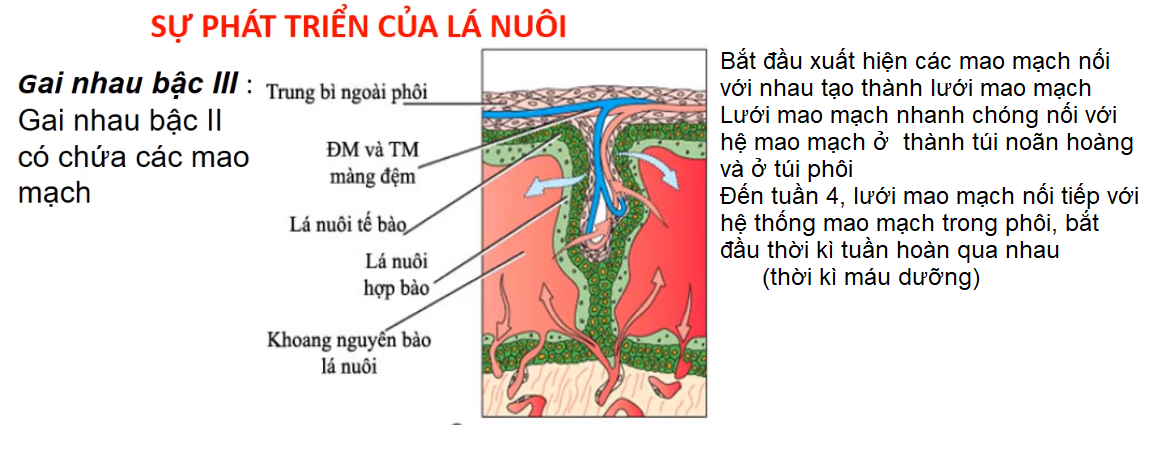 SỰ PHÁT TRIỂN CỦA LÁ NUÔI
Gai nhau bậc III :
Gai nhau bậc II
có chứa các mao
mạch
Trung bì ngoài phôi
ĐM và TM
màng đệm
Lá nuôi tế bào
Lá nuôi
hợp bào
Khoang nguyên bào
lá nuôi
Bắt đầu xuất hiện các mao mạch nối
với nhau tạo thành lưới mao mạch
Lưới mao mạch nhanh chóng nối với
hệ mao mạch ở thành túi noãn hoàng
và ở túi phôi
Đến tuần 4, lưới mao mạch nối tiếp với
hệ thống mao mạch trong phôi, bắt
đầu thời kì tuần hoàn qua nhau
(thời kì máu dưỡng)